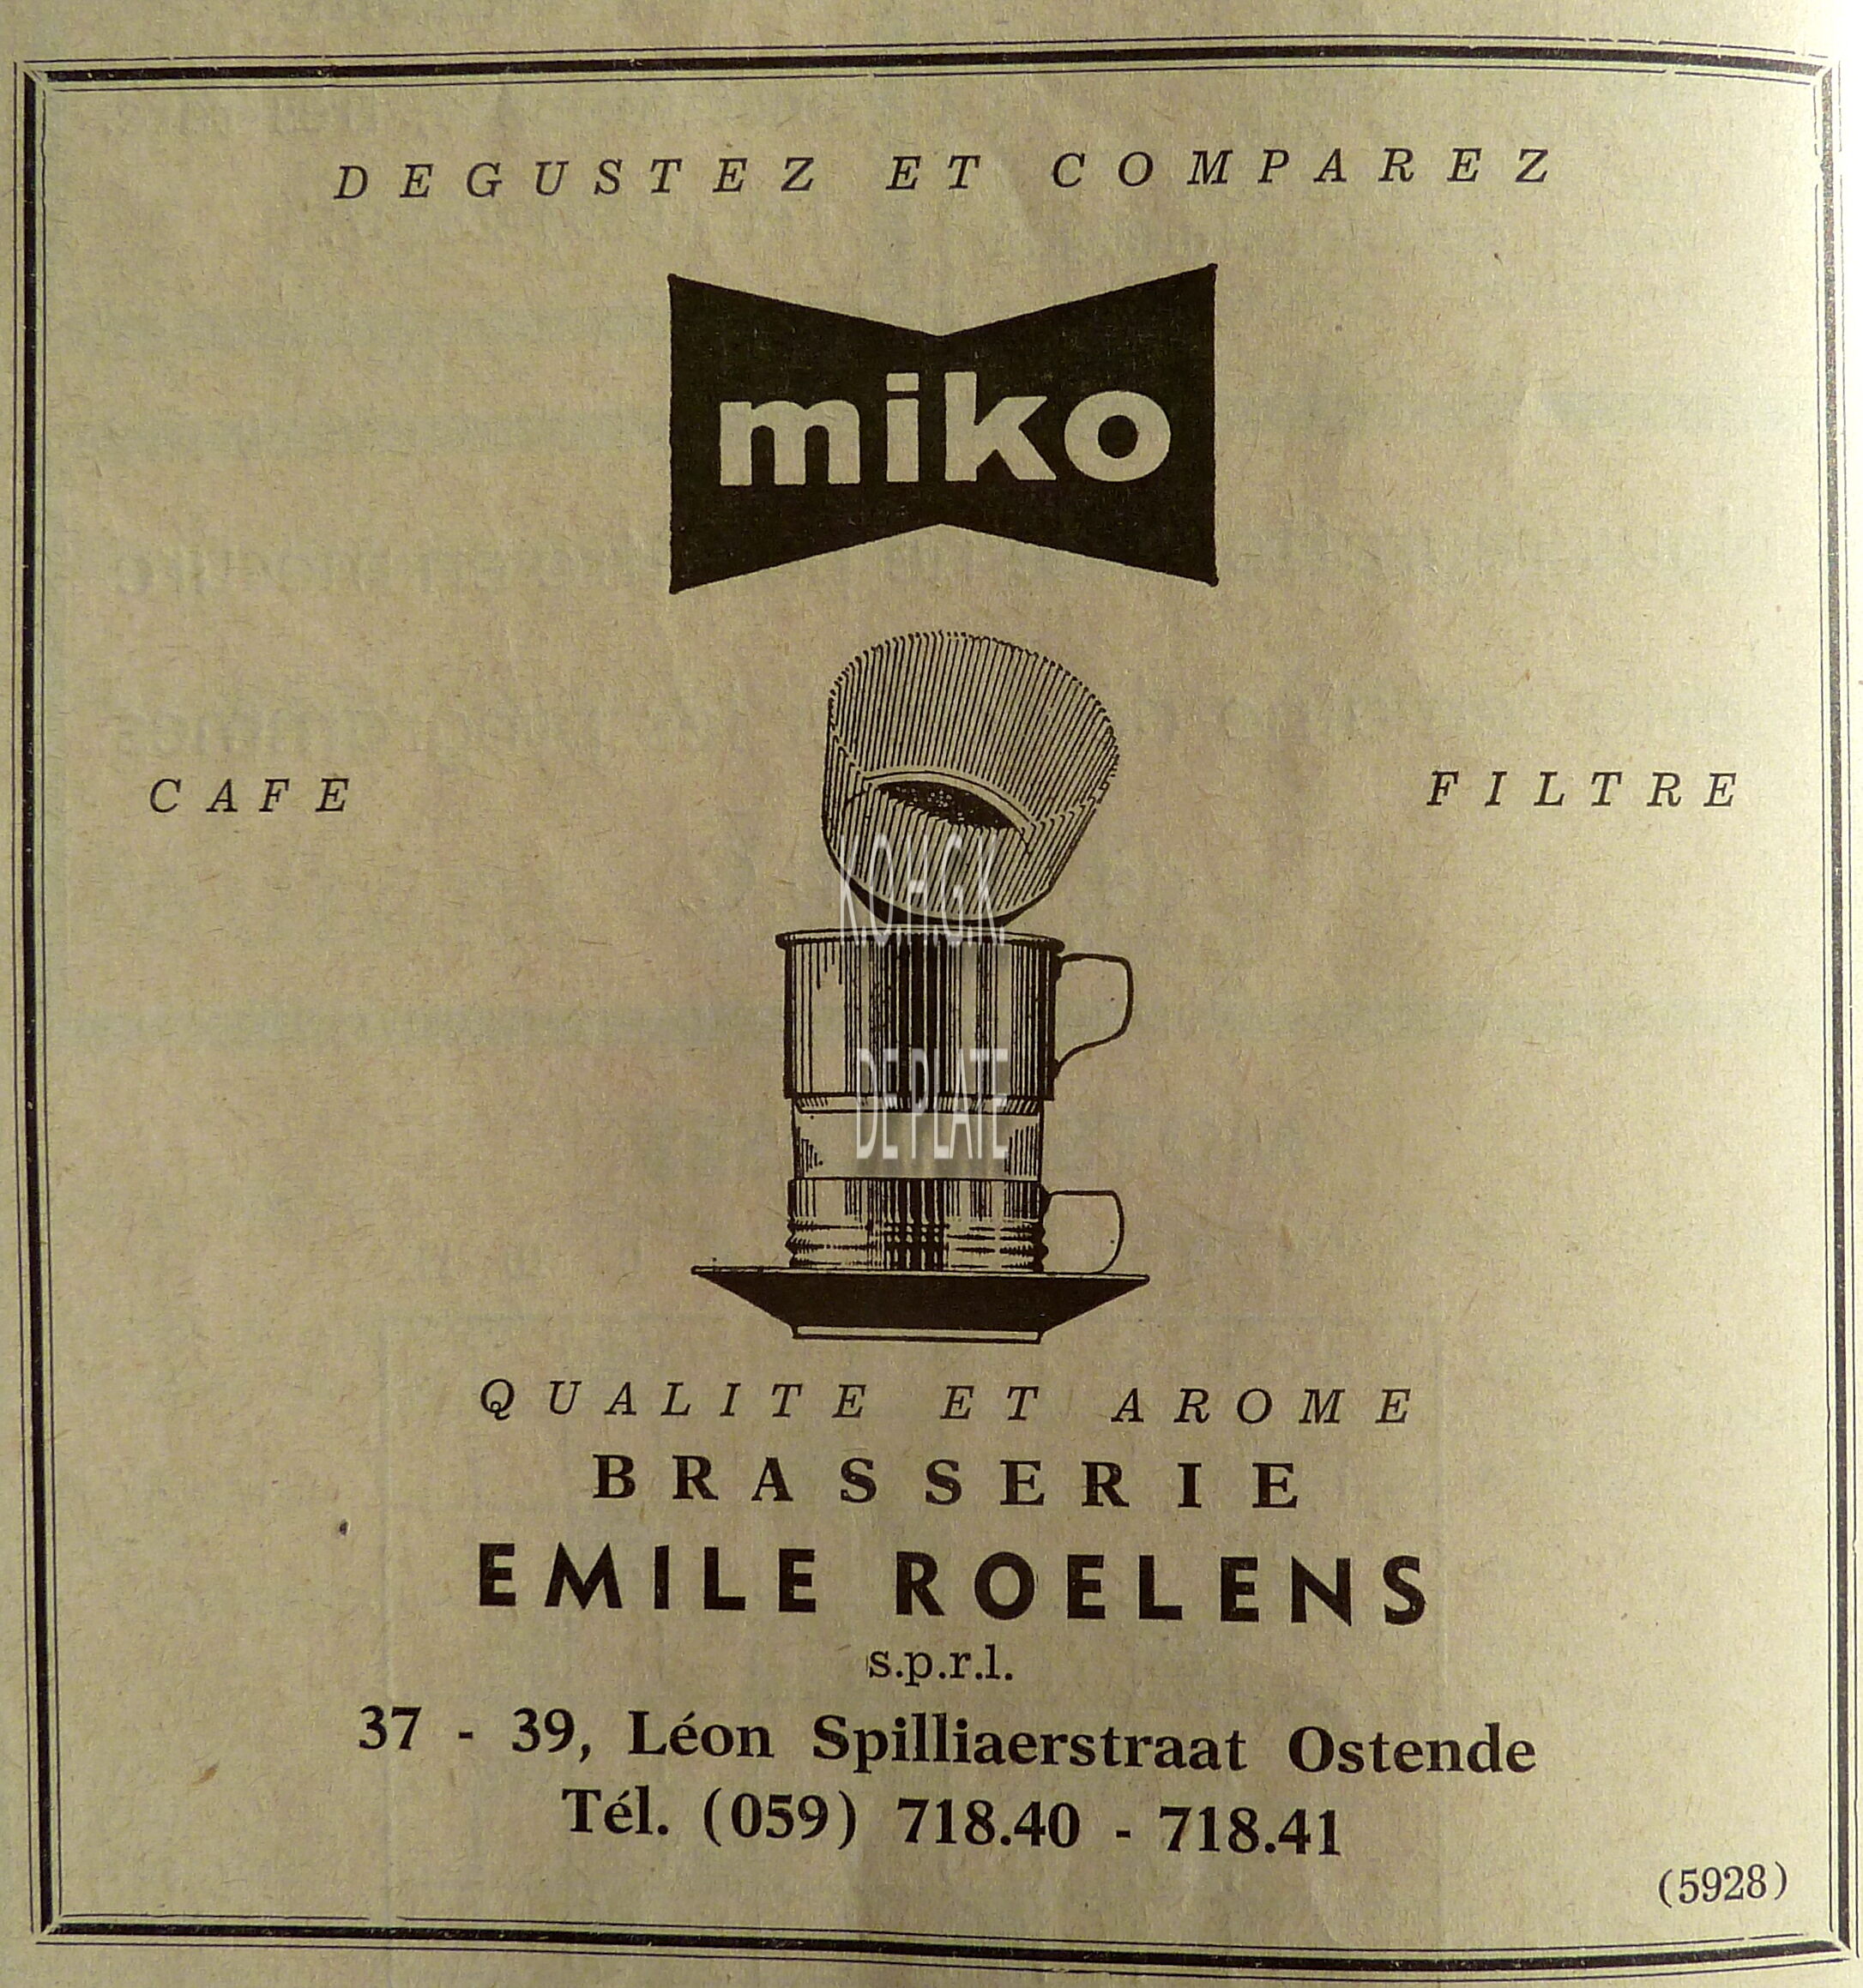 DEGUSTEZ ET COMPAREZ
miko
CAFE FILTRE
KO.H.G.K.
DE PLATE
QUALITE ET AROME
BRASSERIE
EMILE ROELENS
s.p.r.l.
37 - 39, Léon Spilliaerstraat Ostende
Tél. (059) 718.40 - 718.41
(5928)